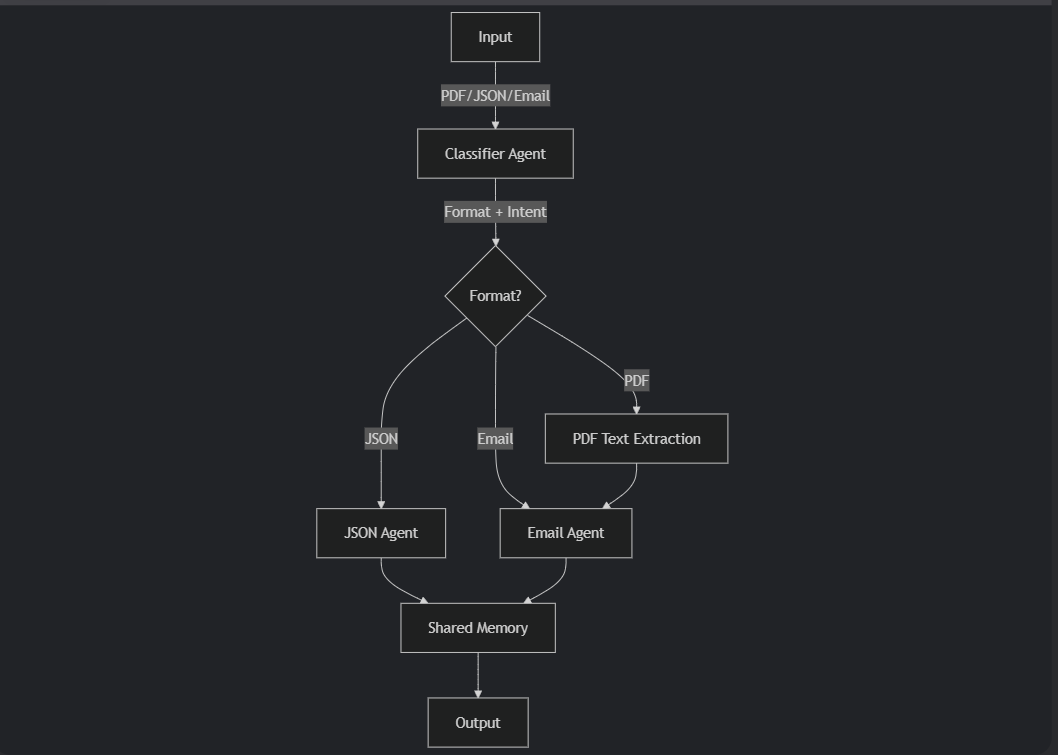 Input
PDF/JSON/Email
Classifier Agent
Format + Intent
Format?
PDF
JSON
Email
PDF Text Extraction
JSON Agent
Email Agent
Shared Memory
Output